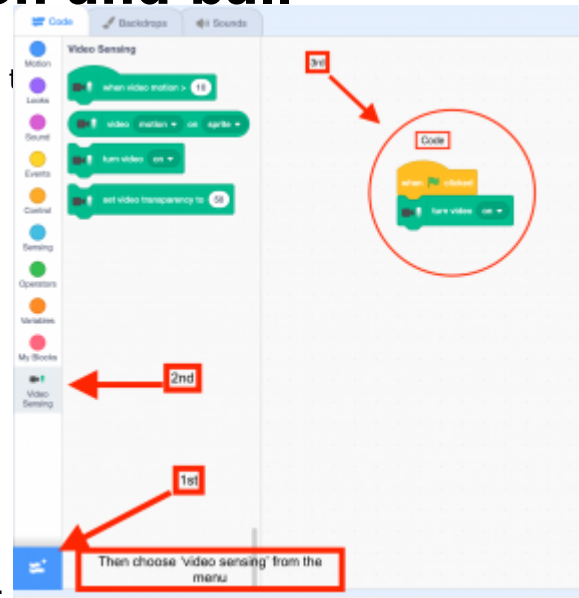 Code Backdrops Sounds
Video Sensing
Motion
Looks
Sound
Events
Control
Sensing
Operators
Variables
My Blocks
Video
Sensing
when video motion > 10
video motion on sprite
turn video on
set video transparency to 50
3rd
Code
when clicked
turn video on
2nd
1st
Then choose 'video sensing' from the
menu